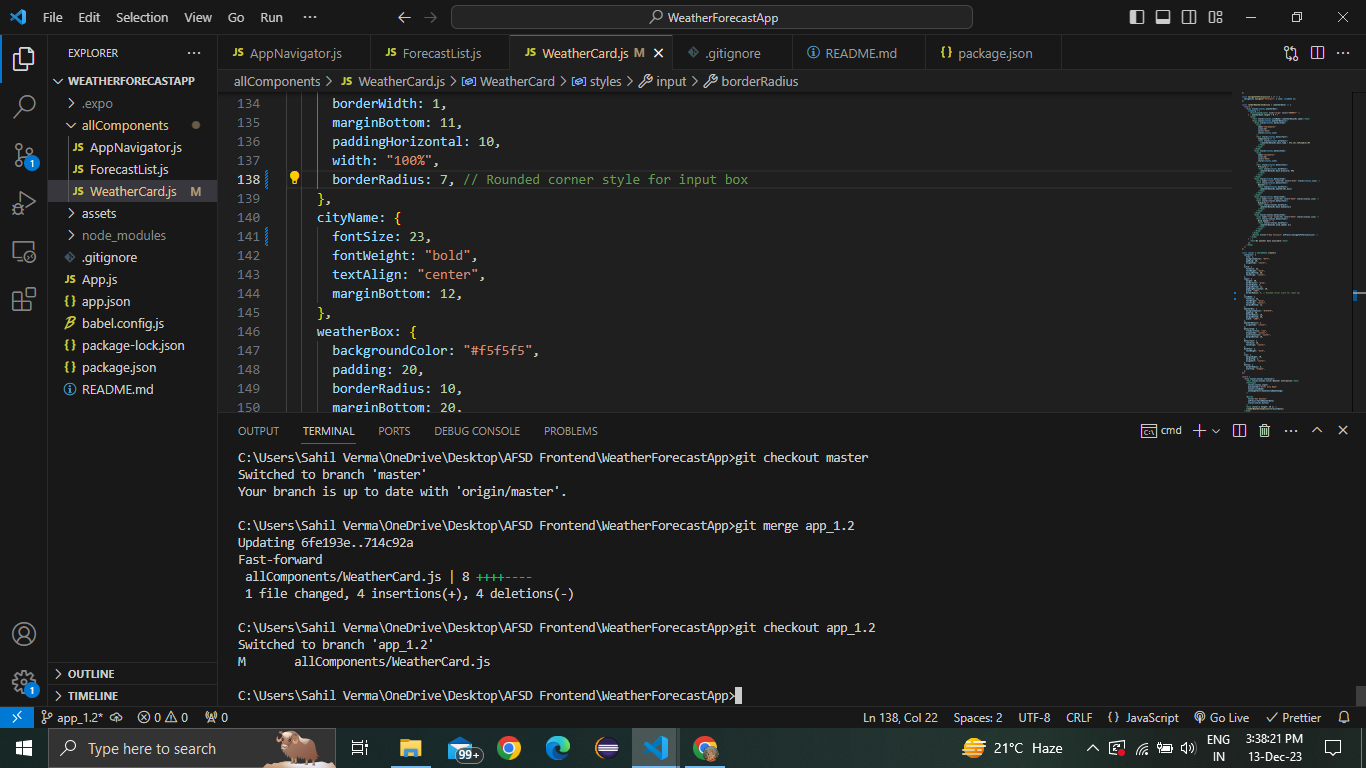 File Edit Selection View Go Run ··· WeatherForecastApp
EXPLORER ···
WEATHERFORECASTAPP
.expo
allComponents
JS AppNavigator.js
JS ForecastList.js
JS WeatherCard.js M
assets
node_modules
.gitignore
JS App.js
{} app.json
babel.config.js
{} package-lock.json
{} package.json
README.md
OUTLINE
TIMELINE
1
1
JS AppNavigator.js JS ForecastList.js JS WeatherCard.js M .gitignore README.md {} package.json ···
allComponents > JS WeatherCard.js > WeatherCard > styles > input > borderRadius
134 borderWidth: 1,
135 marginBottom: 11,
136 paddingHorizontal: 10,
137 width: "100%",
138 borderRadius: 7, // Rounded corner style for input box
139 },
140 cityName: {
141 fontSize: 23,
142 fontWeight: "bold",
143 textAlign: "center",
144 marginBottom: 12,
145 },
146 weatherBox: {
147 backgroundColor: "#f5f5f5",
148 padding: 20,
149 borderRadius: 10,
150 marginBottom: 20,
OUTPUT TERMINAL PORTS DEBUG CONSOLE PROBLEMS cmd ···
C:\Users\Sahil Verma\OneDrive\Desktop\AFSD Frontend\WeatherForecastApp>git checkout master
Switched to branch 'master'
Your branch is up to date with 'origin/master'.
C:\Users\Sahil Verma\OneDrive\Desktop\AFSD Frontend\WeatherForecastApp>git merge app_1.2
Updating 6fe193e..714c92a
Fast-forward
allComponents/WeatherCard.js | 8 ++++----
1 file changed, 4 insertions(+), 4 deletions(-)
C:\Users\Sahil Verma\OneDrive\Desktop\AFSD Frontend\WeatherForecastApp>git checkout app_1.2
Switched to branch 'app_1.2'
M allComponents/WeatherCard.js
C:\Users\Sahil Verma\OneDrive\Desktop\AFSD Frontend\WeatherForecastApp>
app_1.2* 0 0 0 Ln 138, Col 22 Spaces: 2 UTF-8 CRLF {} JavaScript Go Live Prettier
Type here to search 99+ 21°C Haze ENG IN 3:38:21 PM 13-Dec-23